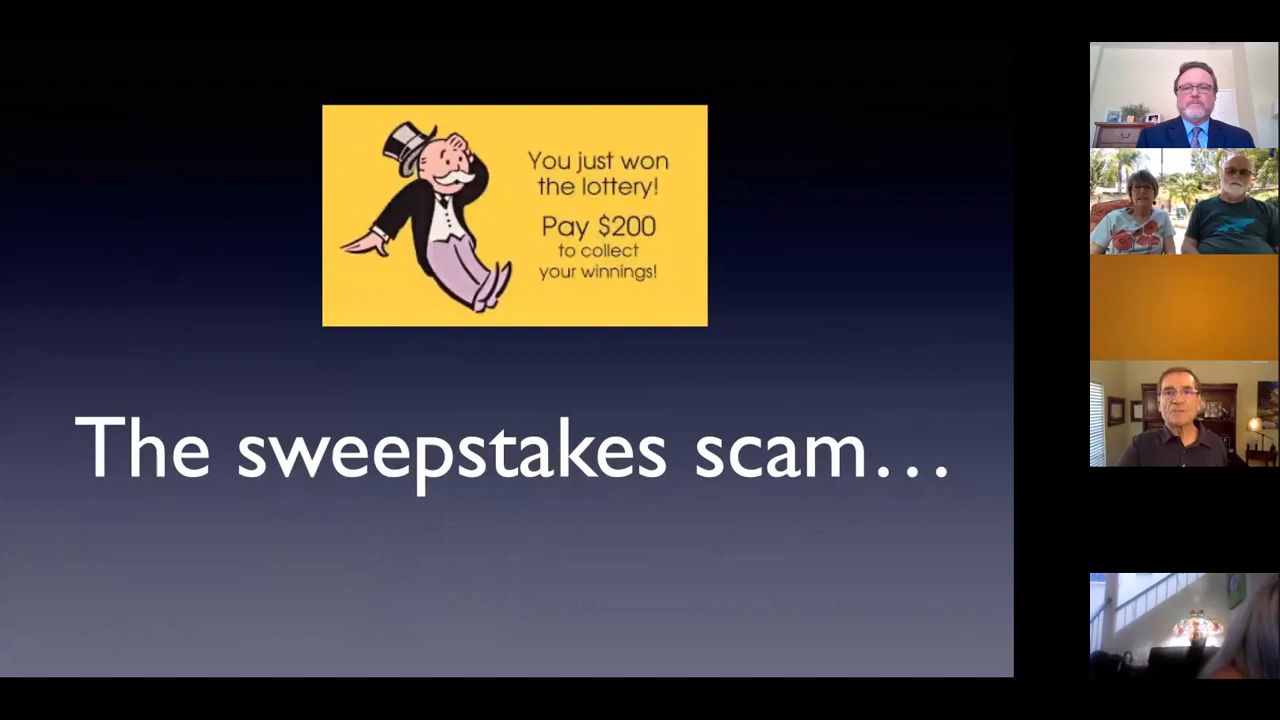 You just won
the lottery!
Pay $200
to collect
your winnings!
The sweepstakes scam...